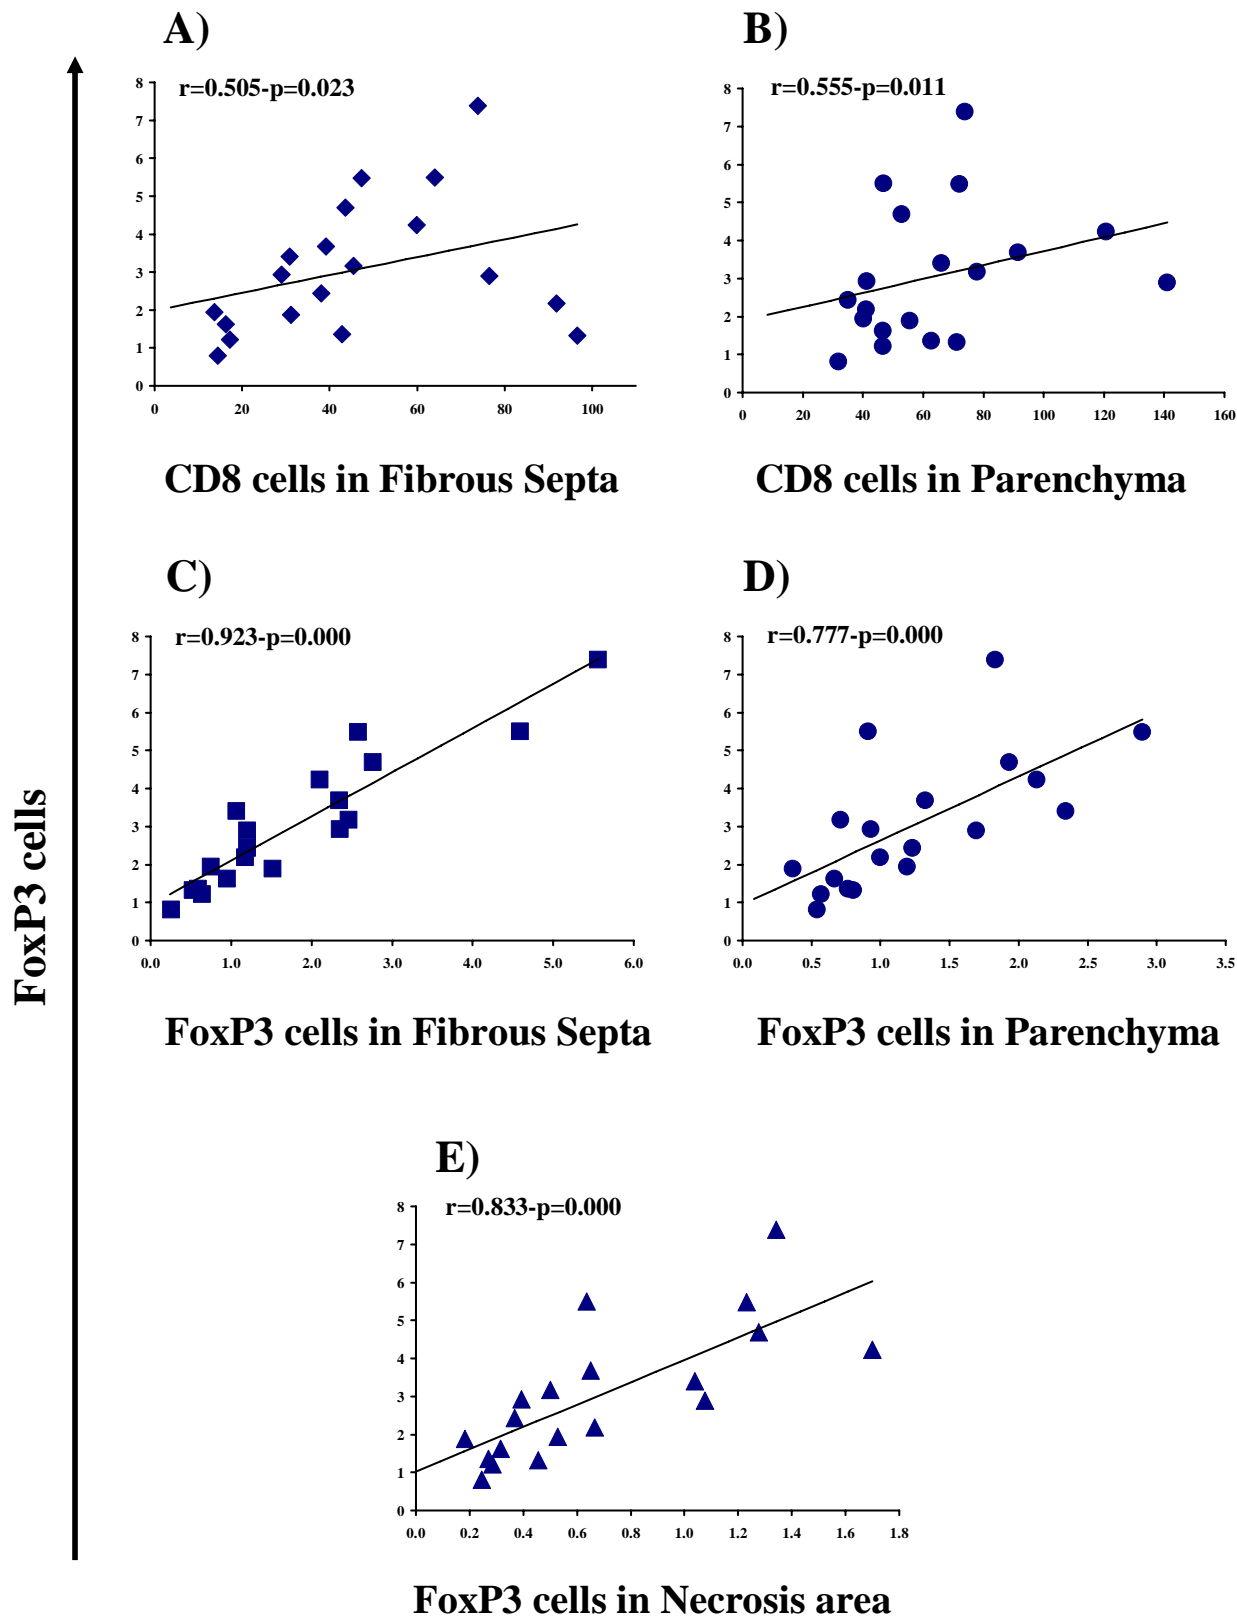 A)
r=0.505-p=0.023
8
7
6
5
4
3
2
1
0
0 20 40 60 80 100
CD8 cells in Fibrous Septa
B)
r=0.555-p=0.011
8
7
6
5
4
3
2
1
0
0 20 40 60 80 100 120 140 160
CD8 cells in Parenchyma
FoxP3 cells
C)
r=0.923-p=0.000
8
7
6
5
4
3
2
1
0
0.0 1.0 2.0 3.0 4.0 5.0 6.0
FoxP3 cells in Fibrous Septa
D)
r=0.777-p=0.000
8
7
6
5
4
3
2
1
0
0.0 0.5 1.0 1.5 2.0 2.5 3.0 3.5
FoxP3 cells in Parenchyma
E)
r=0.833-p=0.000
8
7
6
5
4
3
2
1
0
0.0 0.2 0.4 0.6 0.8 1.0 1.2 1.4 1.6 1.8
FoxP3 cells in Necrosis area